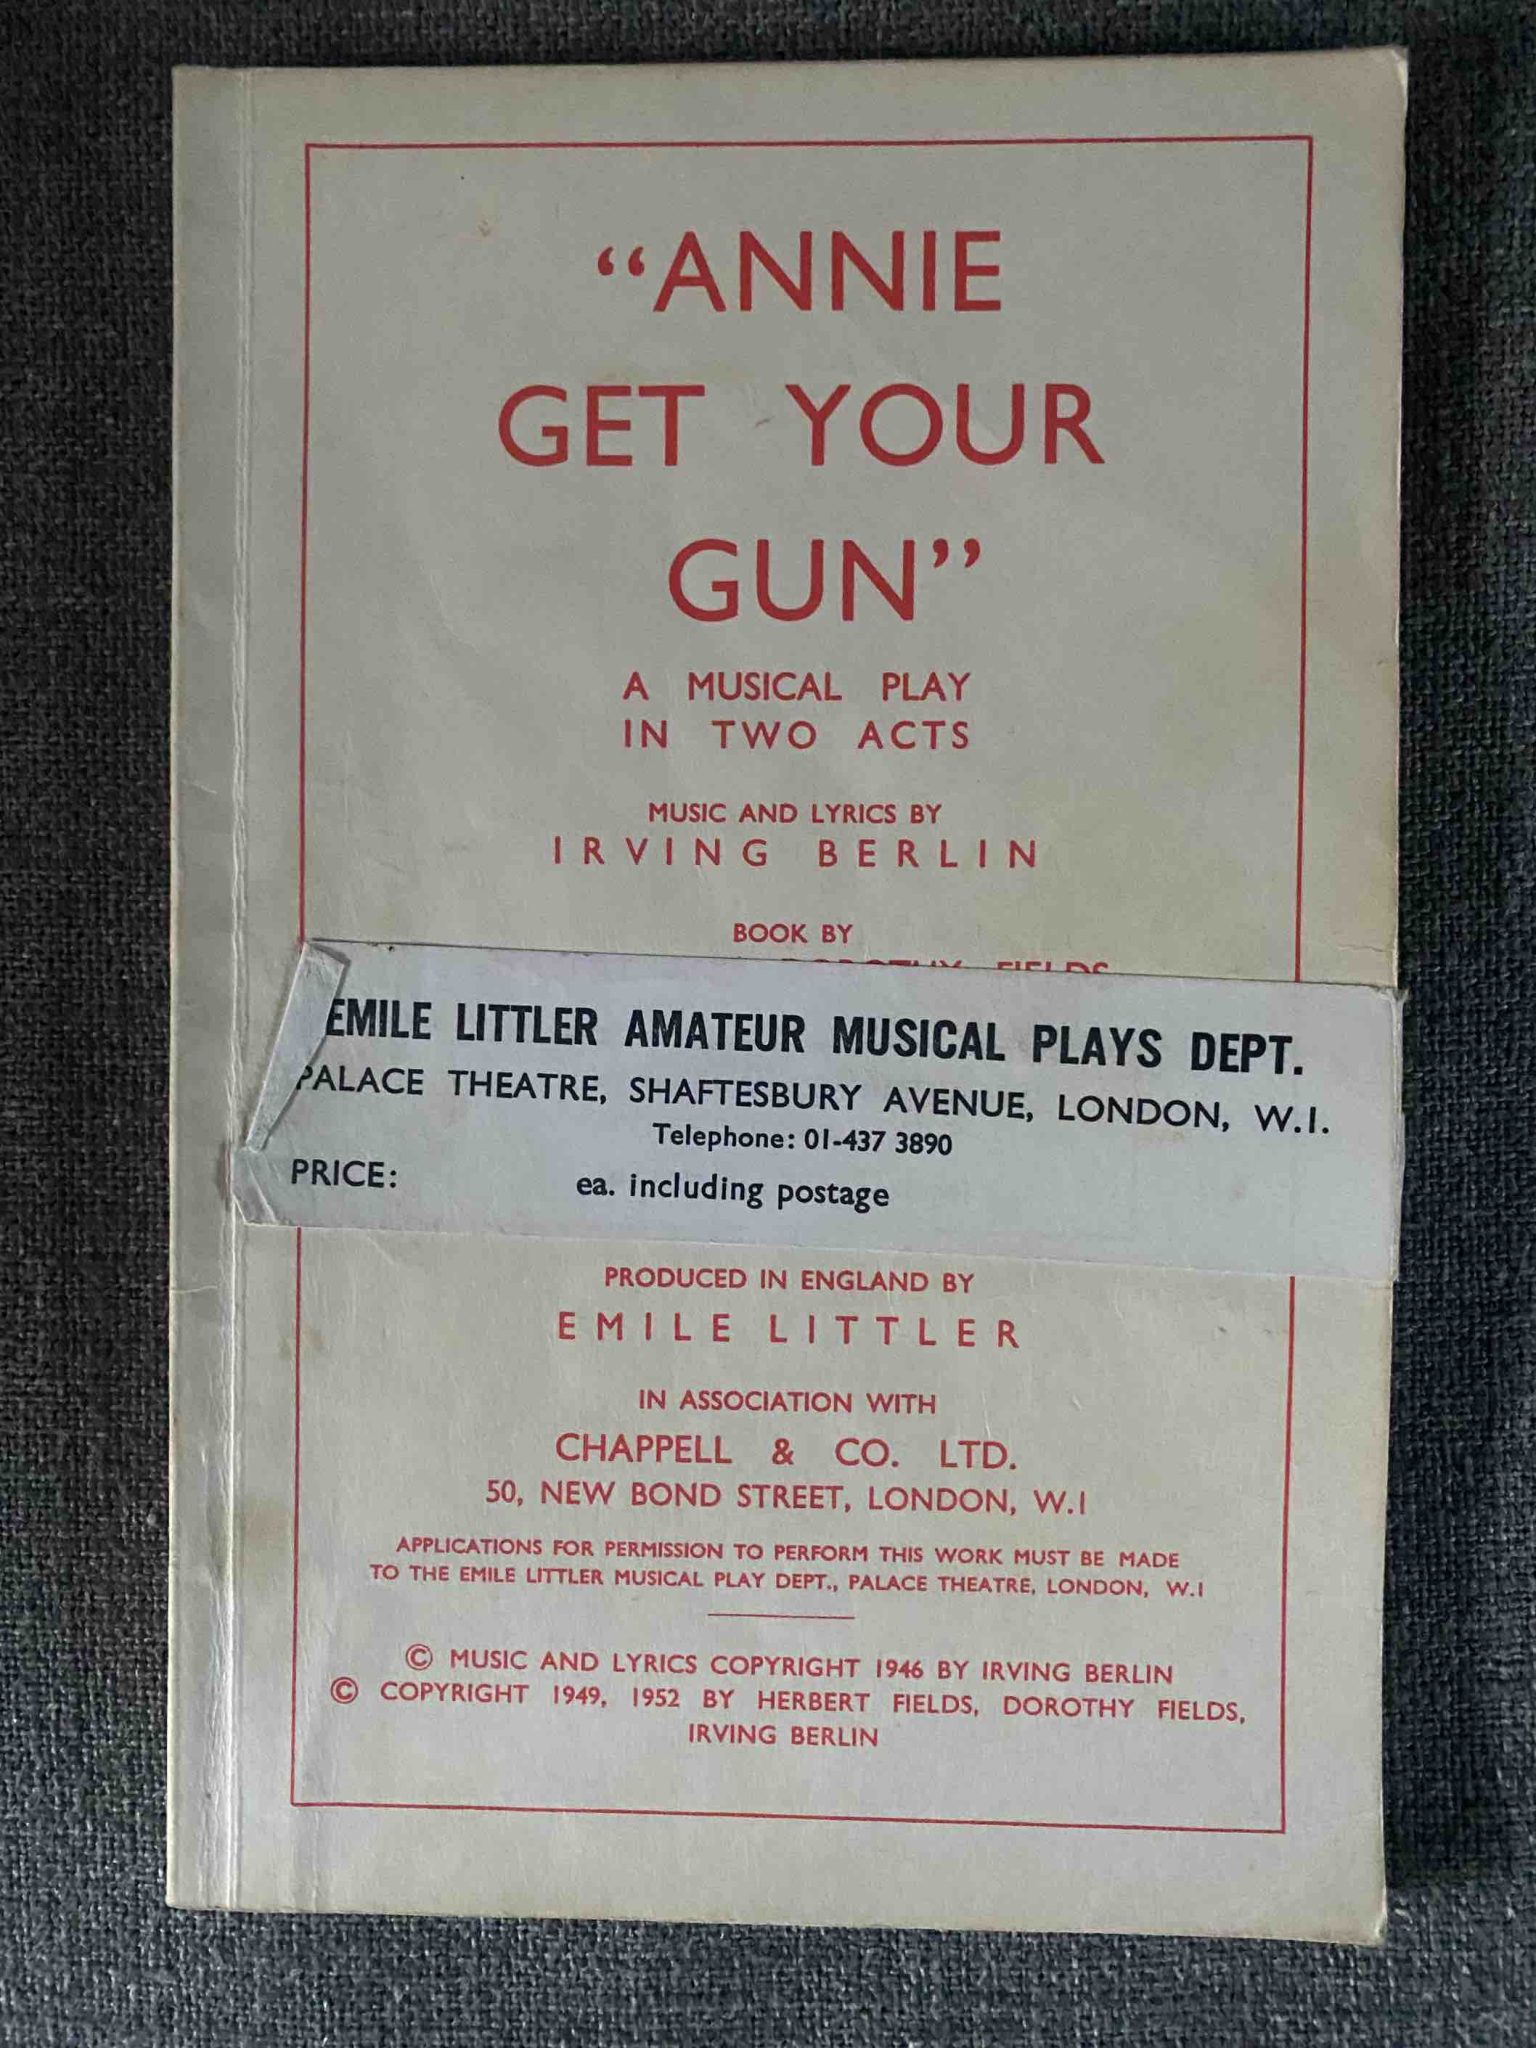 “ANNIE
GET YOUR
GUN”
A MUSICAL PLAY
IN TWO ACTS
MUSIC AND LYRICS BY
IRVING BERLIN
BOOK BY
DOROTHY FIELDS
EMILE LITTLER AMATEUR MUSICAL PLAYS DEPT.
PALACE THEATRE, SHAFTESBURY AVENUE, LONDON, W.I.
Telephone: 01-437 3890
PRICE: ea. including postage
PRODUCED IN ENGLAND BY
EMILE LITTLER
IN ASSOCIATION WITH
CHAPPELL & CO. LTD.
50, NEW BOND STREET, LONDON, W.I
APPLICATIONS FOR PERMISSION TO PERFORM THIS WORK MUST BE MADE
TO THE EMILE LITTLER MUSICAL PLAY DEPT., PALACE THEATRE, LONDON, W.I
© MUSIC AND LYRICS COPYRIGHT 1946 BY IRVING BERLIN
© COPYRIGHT 1949, 1952 BY HERBERT FIELDS, DOROTHY FIELDS,
IRVING BERLIN